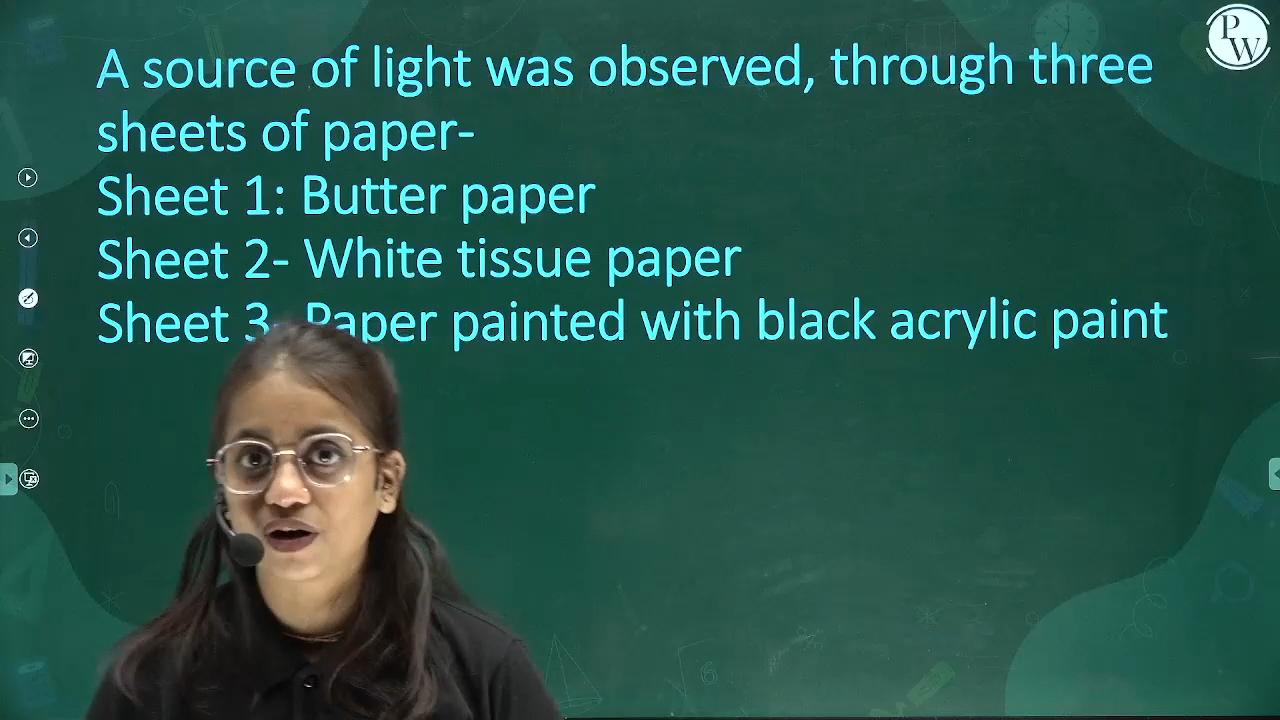 A source of light was observed, through three
sheets of paper-
Sheet 1: Butter paper
Sheet 2- White tissue paper
Sheet 3- Paper painted with black acrylic paint
PW